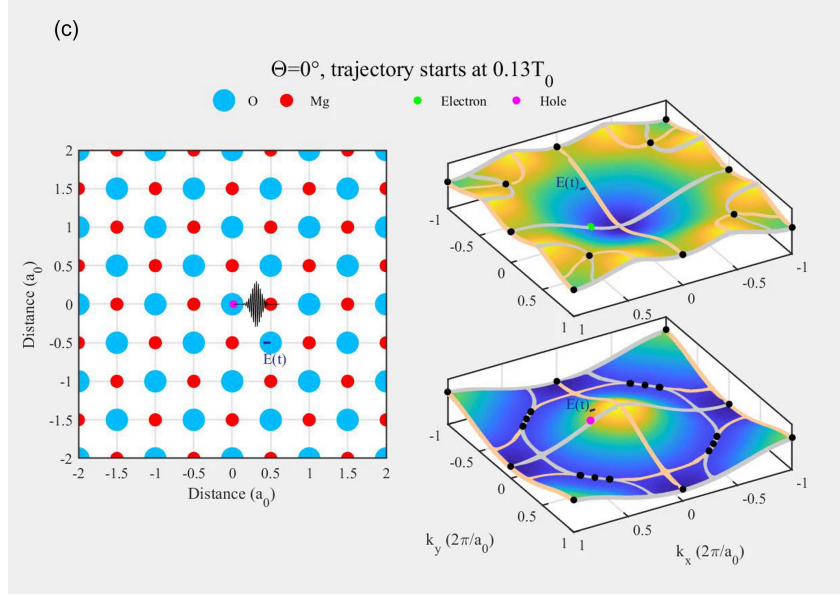 (c)
Θ=0°, trajectory starts at 0.13T₀
O Mg Electron Hole
2
1.5
1
0.5
0
-0.5
-1
-1.5
-2
-2 -1.5 -1 -0.5 0 0.5 1 1.5 2
Distance (a₀)
Distance (a₀)
E(t)
E(t)
-1
-0.5
0
0.5
1
1
0.5
0
-0.5
-1
E(t)
-1
-0.5
0
0.5
1
1
0.5
0
-0.5
-1
k_y (2π/a₀)
k_x (2π/a₀)